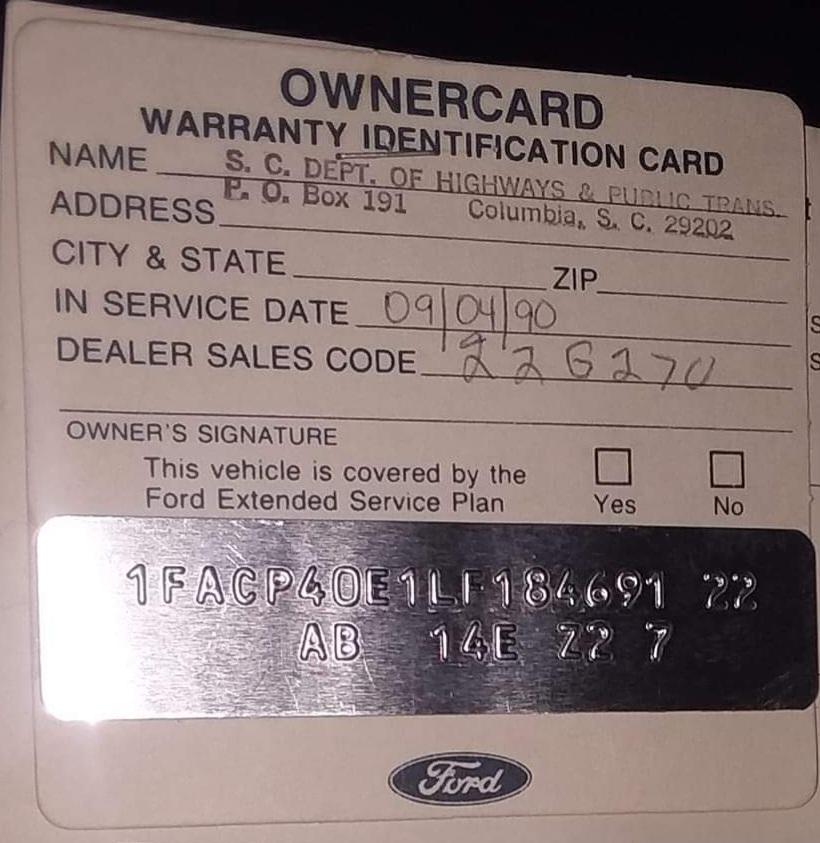 OWNERCARD
WARRANTY IDENTIFICATION CARD
NAME S. C. DEPT. OF HIGHWAYS & PUBLIC TRANS.
ADDRESS P. O. Box 191 Columbia, S. C. 29202
CITY & STATE ZIP
IN SERVICE DATE 09/04/90
DEALER SALES CODE 226270
OWNER'S SIGNATURE
This vehicle is covered by the
Ford Extended Service Plan
Yes No
1FACP40E1LF184691 22
AB 14E Z2 7
Ford